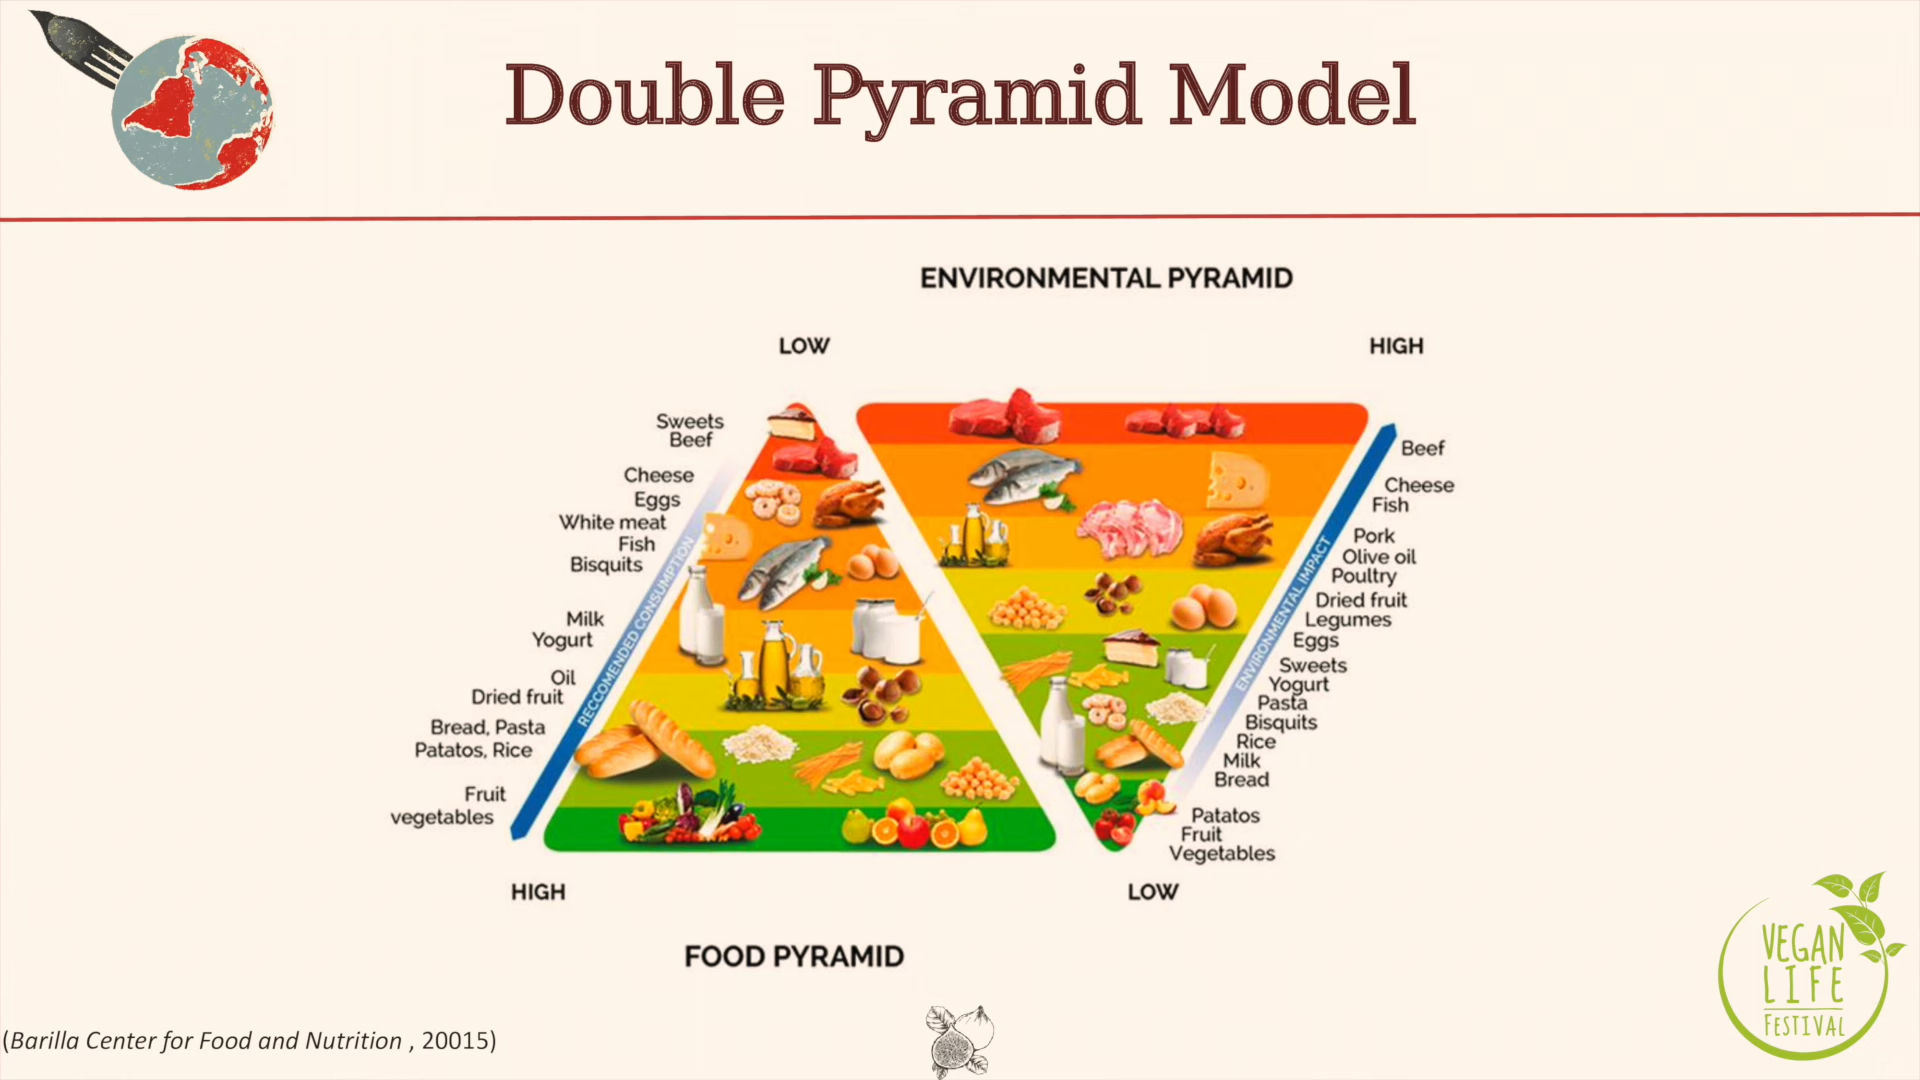 Double Pyramid Model
ENVIRONMENTAL PYRAMID
LOW
HIGH
Sweets
Beef
Cheese
Eggs
White meat
Fish
Bisquits
Milk
Yogurt
Oil
Dried fruit
Bread, Pasta
Patatos, Rice
Fruit
vegetables
RECCOMENDED CONSUMPTION
ENVIRONMENTAL IMPACT
Beef
Cheese
Fish
Pork
Olive oil
Poultry
Dried fruit
Legumes
Eggs
Sweets
Yogurt
Pasta
Bisquits
Rice
Milk
Bread
Patatos
Fruit
Vegetables
HIGH
LOW
FOOD PYRAMID
(Barilla Center for Food and Nutrition , 20015)
VEGAN
LIFE
FESTIVAL